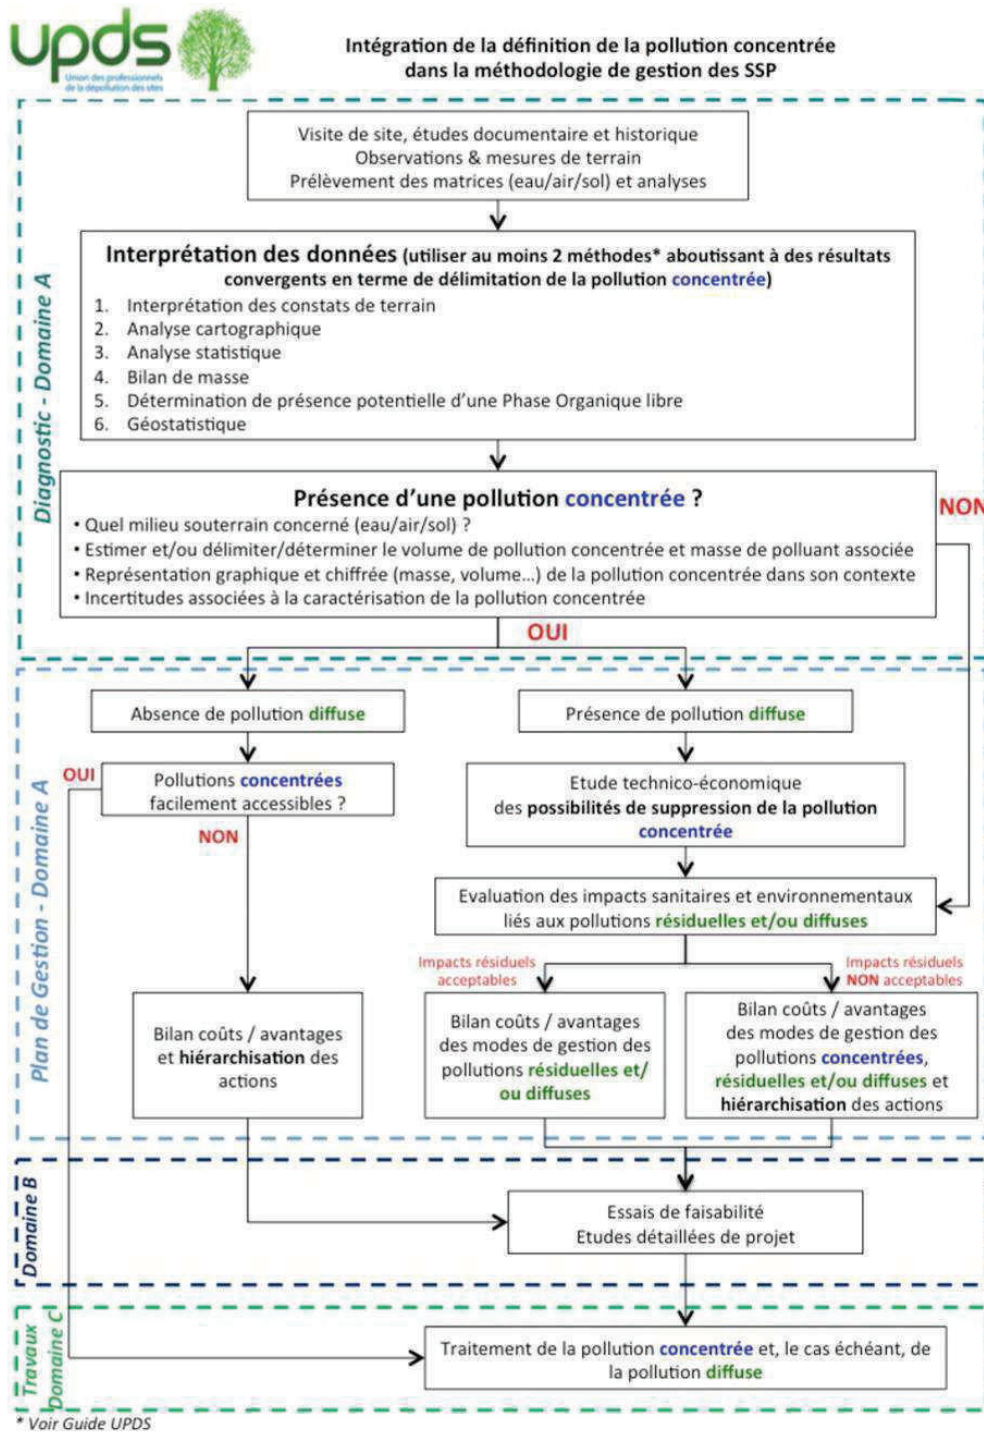 upds
Union des professionnels
de la dépollution des sites
Intégration de la définition de la pollution concentrée
dans la méthodologie de gestion des SSP
Diagnostic - Domaine A
Visite de site, études documentaire et historique
Observations & mesures de terrain
Prélèvement des matrices (eau/air/sol) et analyses
Interprétation des données (utiliser au moins 2 méthodes* aboutissant à des résultats
convergents en terme de délimitation de la pollution concentrée)
1. Interprétation des constats de terrain
2. Analyse cartographique
3. Analyse statistique
4. Bilan de masse
5. Détermination de présence potentielle d'une Phase Organique libre
6. Géostatistique
Présence d'une pollution concentrée ?
• Quel milieu souterrain concerné (eau/air/sol) ?
• Estimer et/ou délimiter/déterminer le volume de pollution concentrée et masse de polluant associée
• Représentation graphique et chiffrée (masse, volume...) de la pollution concentrée dans son contexte
• Incertitudes associées à la caractérisation de la pollution concentrée
NON
OUI
Plan de Gestion - Domaine A
Absence de pollution diffuse
Présence de pollution diffuse
OUI
Pollutions concentrées
facilement accessibles ?
NON
Etude technico-économique
des possibilités de suppression de la pollution
concentrée
Evaluation des impacts sanitaires et environnementaux
liés aux pollutions résiduelles et/ou diffuses
Impacts résiduels
acceptables
Impacts résiduels
NON acceptables
Bilan coûts / avantages
et hiérarchisation des
actions
Bilan coûts / avantages
des modes de gestion des
pollutions résiduelles et/
ou diffuses
Bilan coûts / avantages
des modes de gestion des
pollutions concentrées,
résiduelles et/ou diffuses et
hiérarchisation des actions
Domaine B
Essais de faisabilité
Etudes détaillées de projet
Travaux
Domaine C
Traitement de la pollution concentrée et, le cas échéant, de
la pollution diffuse
* Voir Guide UPDS